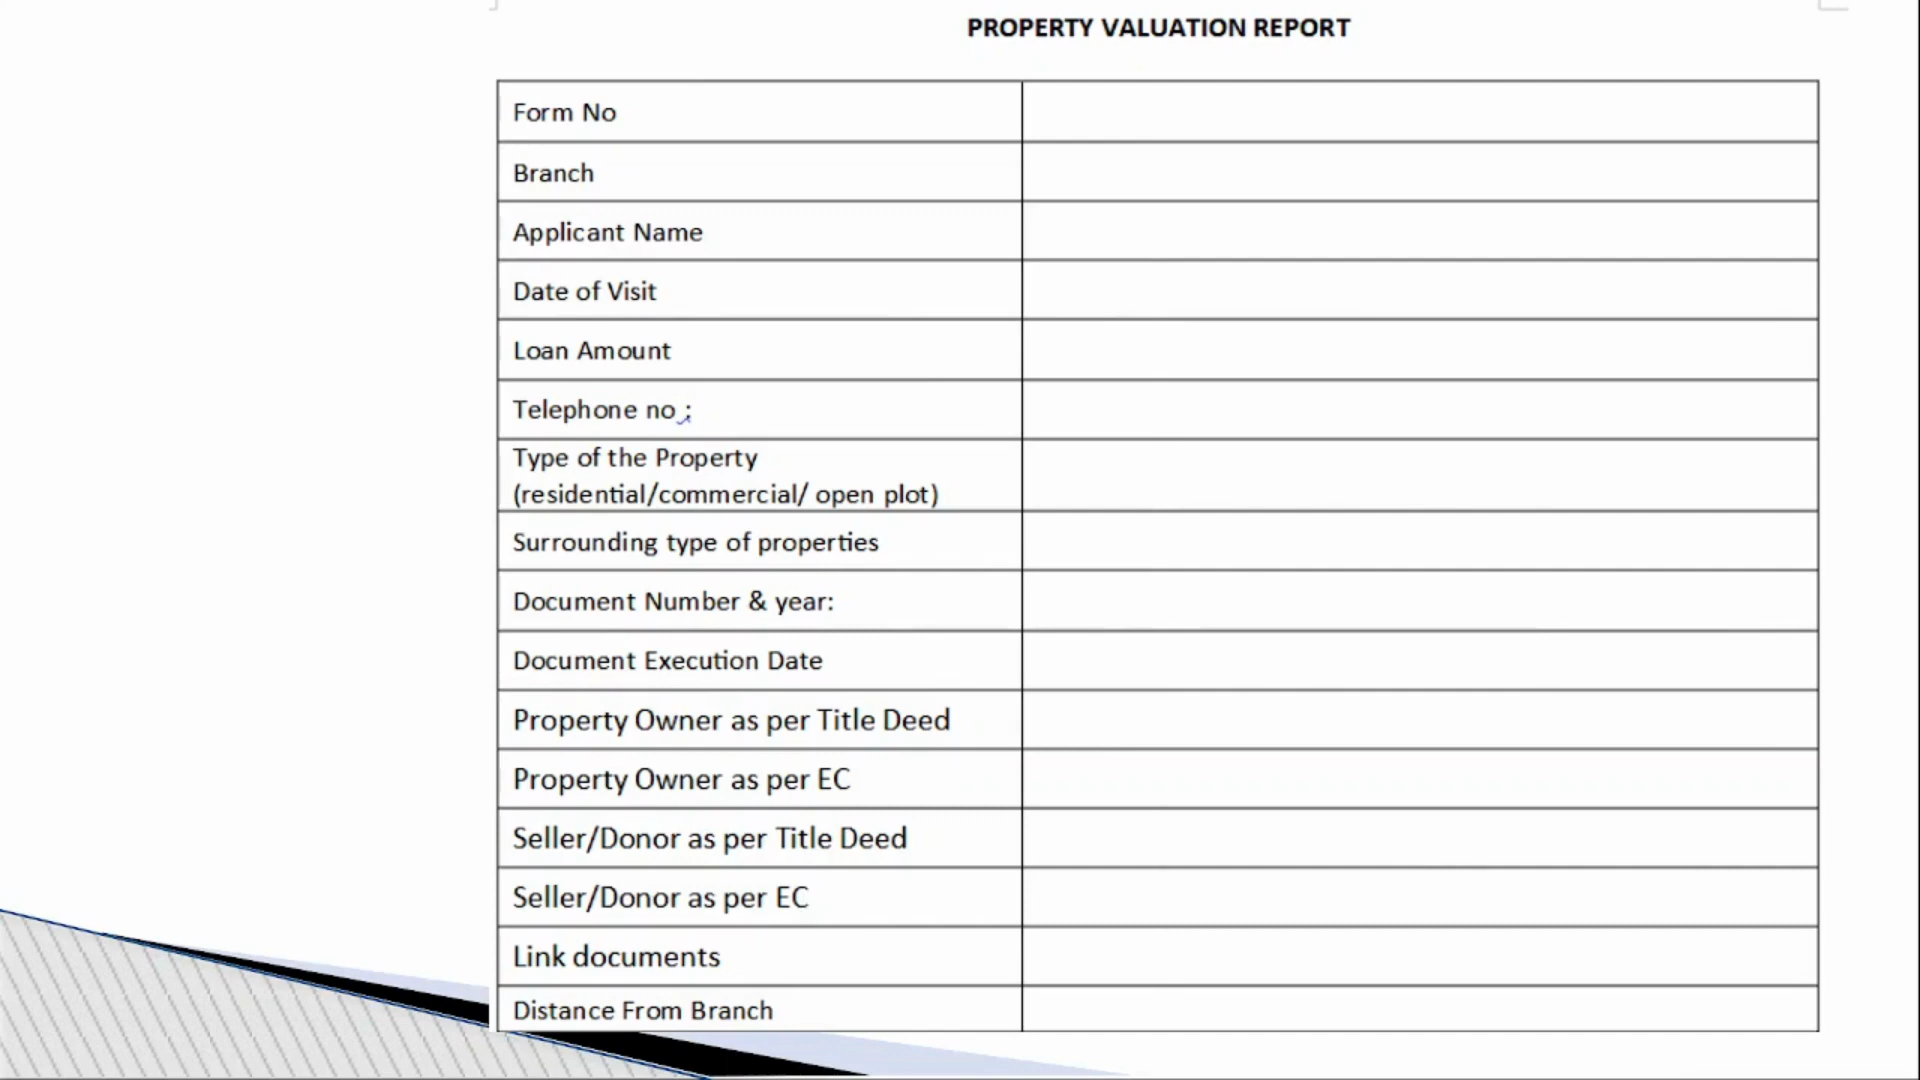 PROPERTY VALUATION REPORT
Form No
Branch
Applicant Name
Date of Visit
Loan Amount
Telephone no ;
Type of the Property
(residential/commercial/ open plot)
Surrounding type of properties
Document Number & year:
Document Execution Date
Property Owner as per Title Deed
Property Owner as per EC
Seller/Donor as per Title Deed
Seller/Donor as per EC
Link documents
Distance From Branch